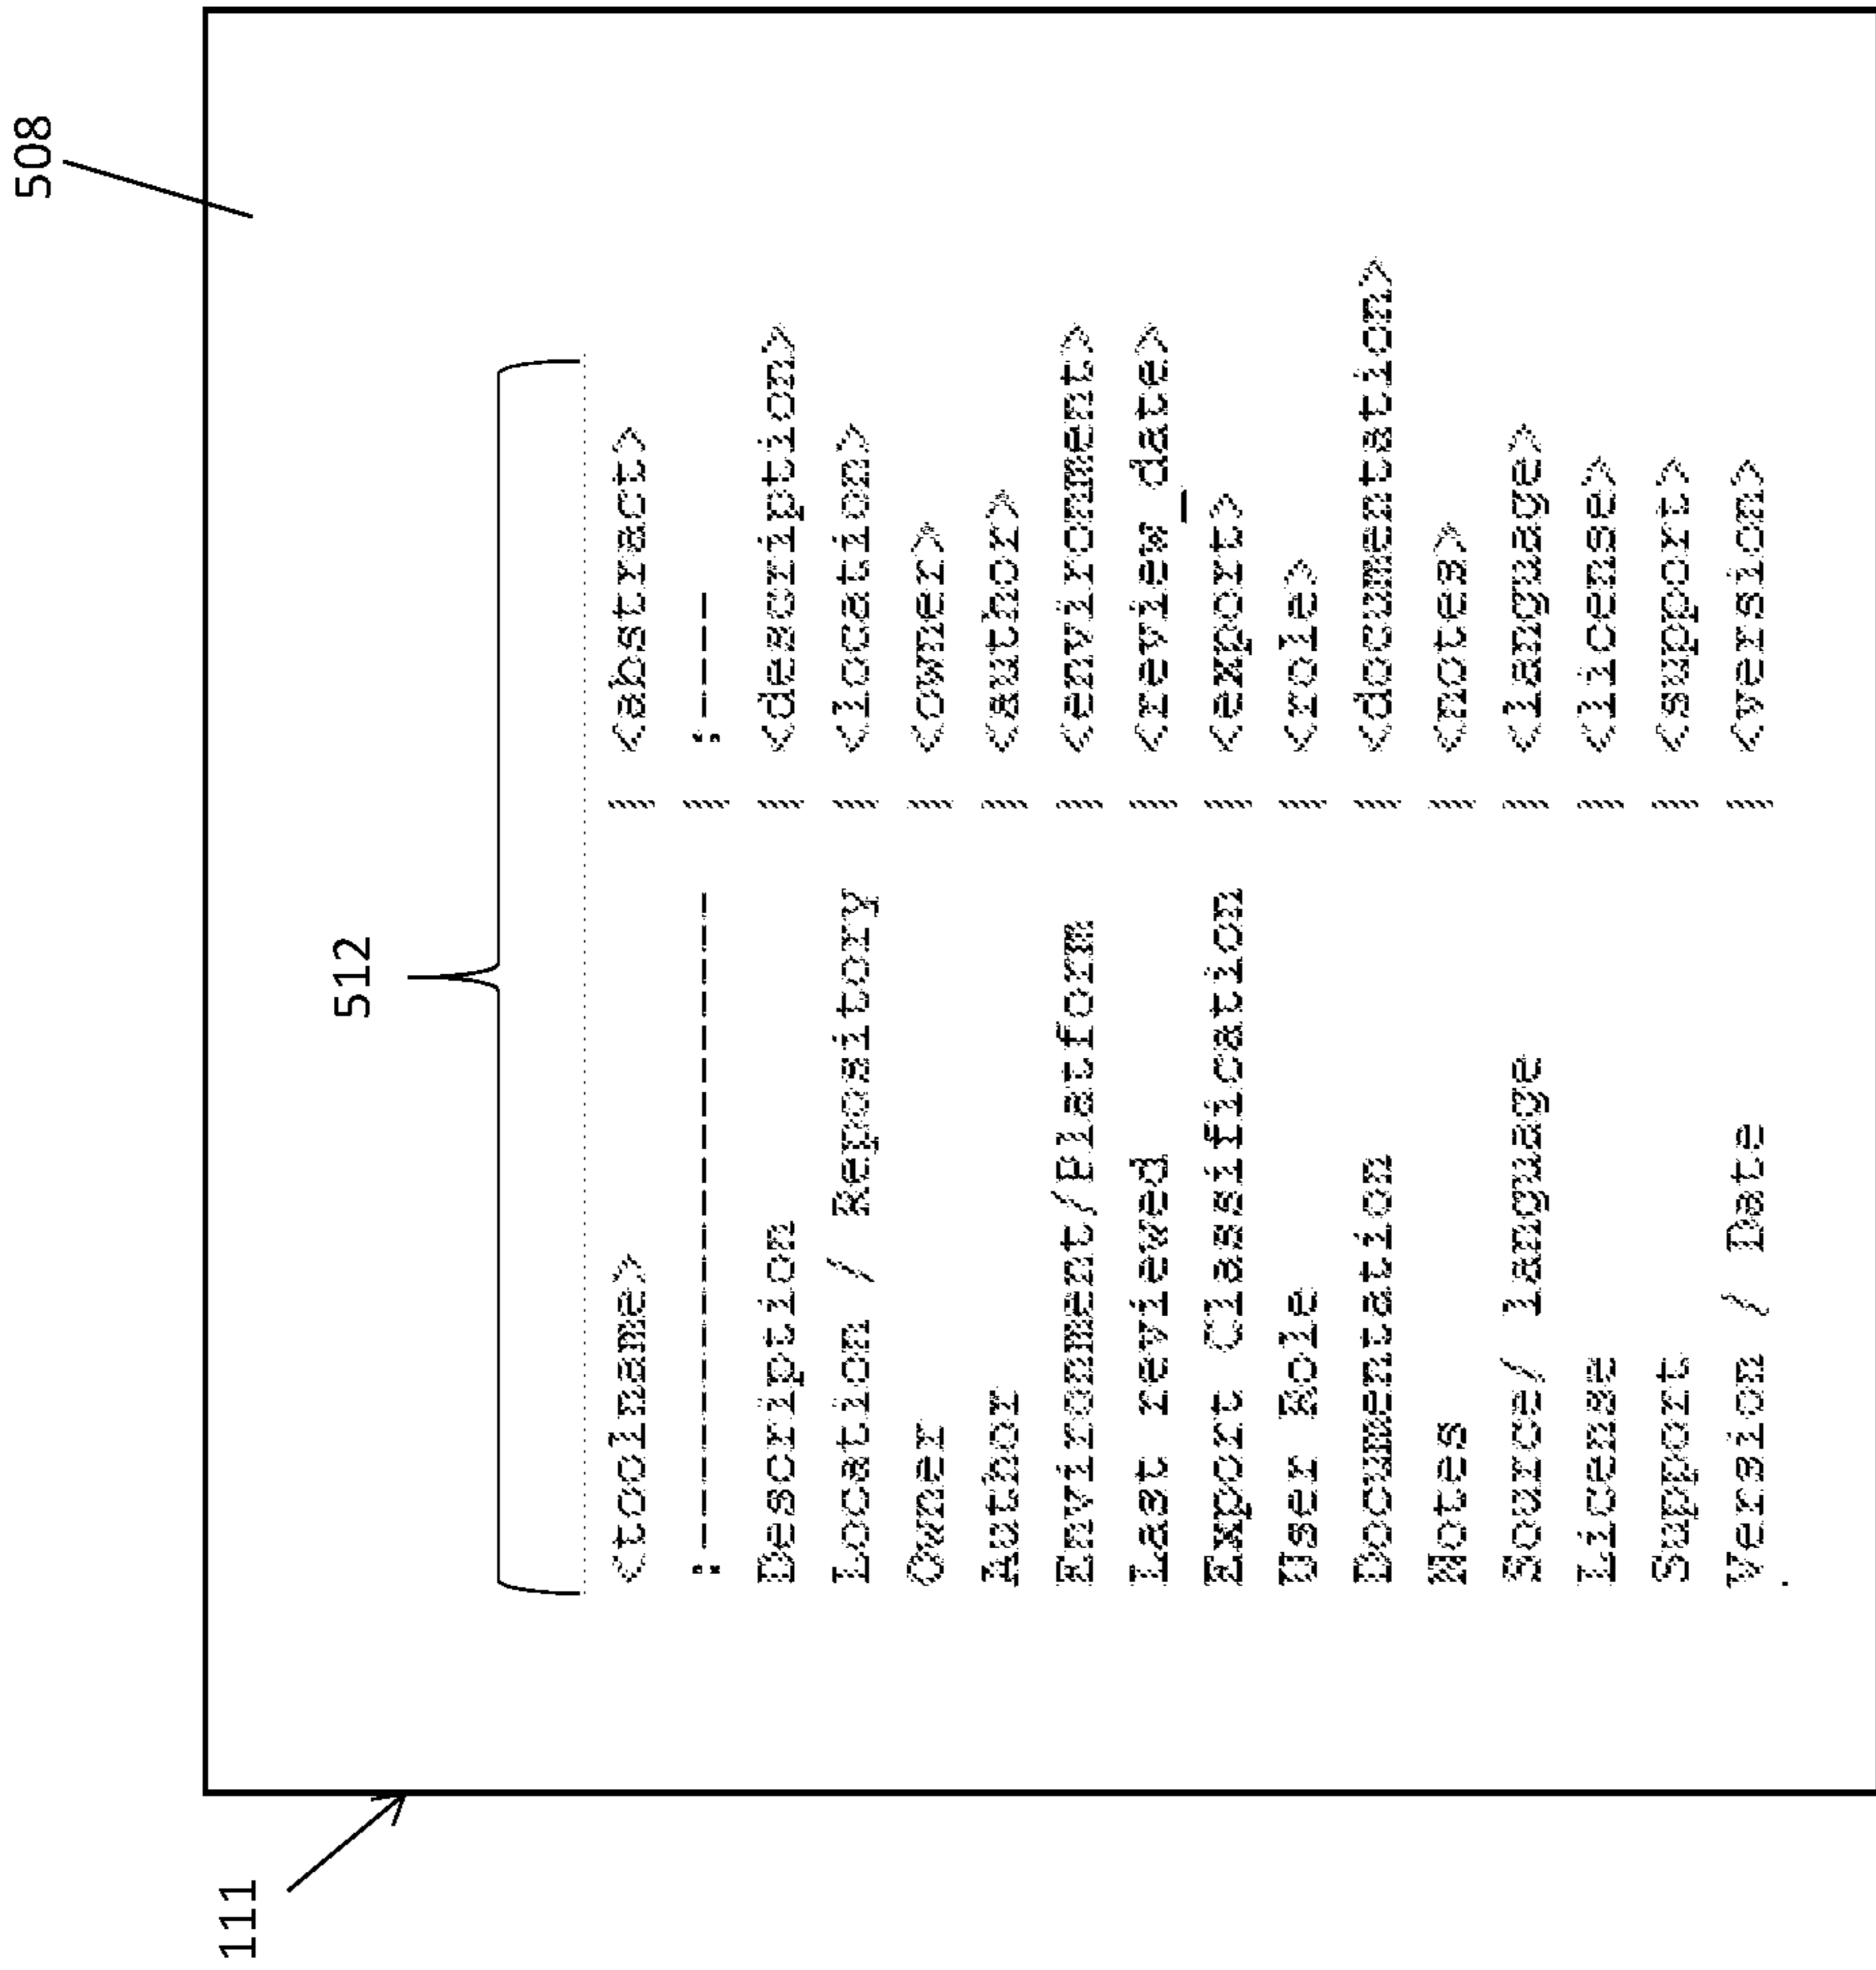 508
111
512
<toolname> | <abstract>
:-------------------- | :----
Description | <description>
Location / Repository | <location>
Owner | <owner>
Author | <author>
Environment/Platform | <environment>
Last reviewed | <review_date>
Export Classification | <export>
User Role | <role>
Documentation | <documentation>
Notes | <notes>
Source/ language | <language>
License | <license>
Support | <support>
Version / Date | <version>